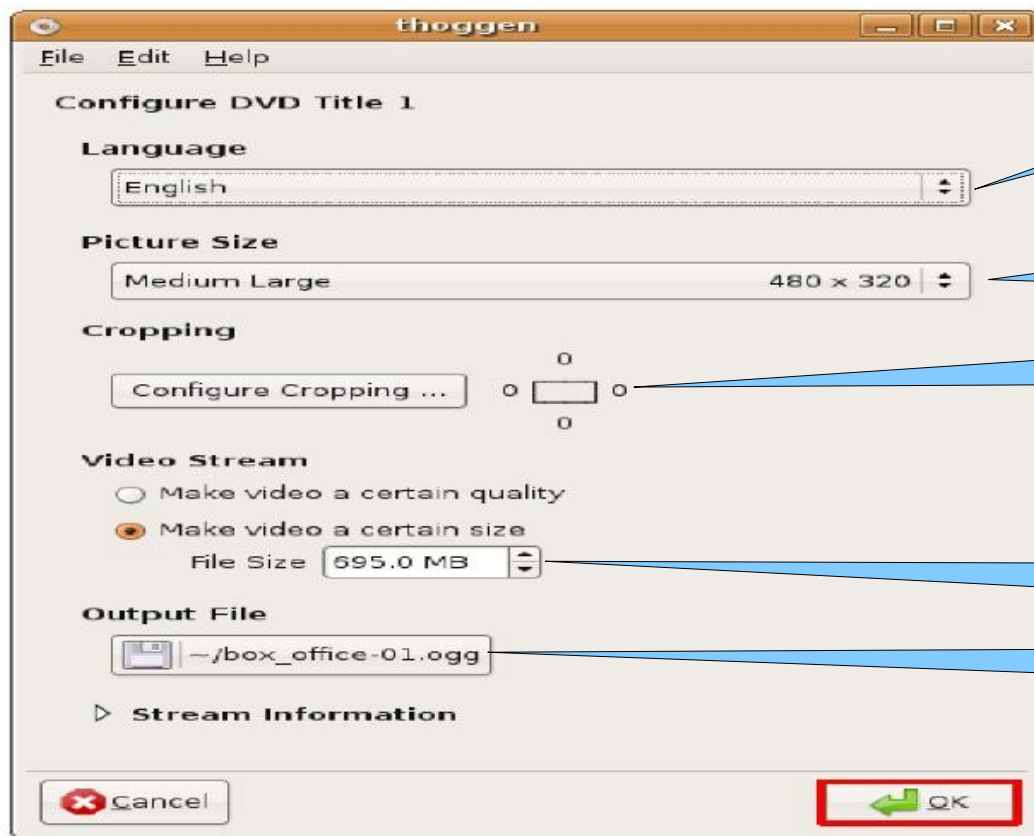 thoggen
File Edit Help
Configure DVD Title 1
Language
English
Picture Size
Medium Large 480 x 320
Cropping
0
Configure Cropping ... 0 0
0
Video Stream
Make video a certain quality
Make video a certain size
File Size 695.0 MB
Output File
~/box_office-01.ogg
Stream Information
Cancel OK